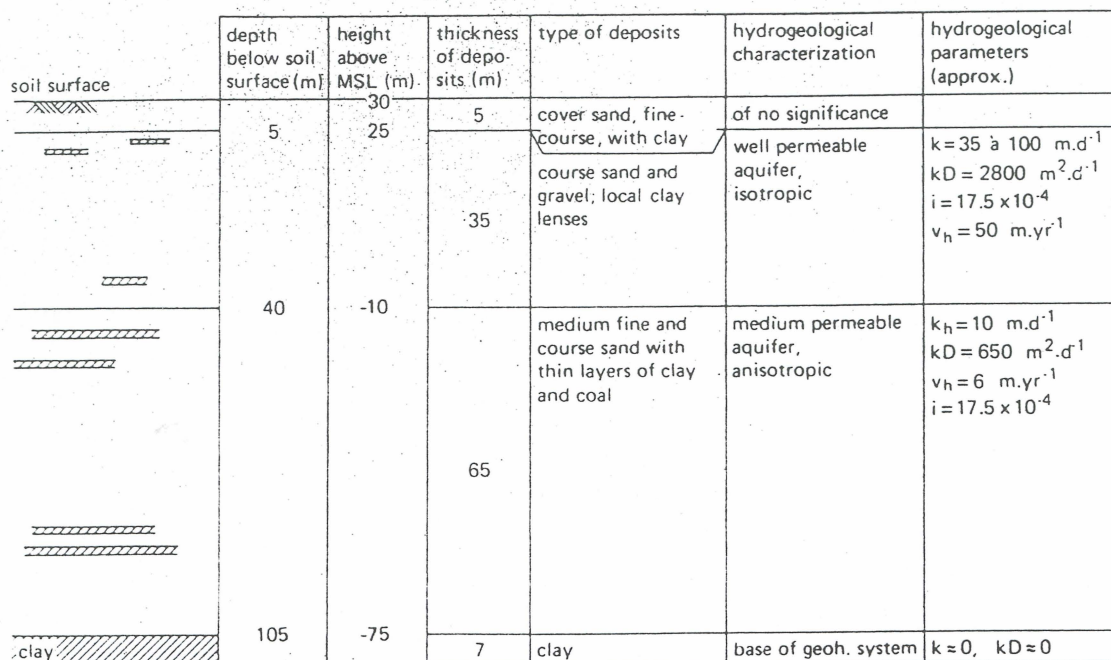 soil surface
depth
below soil
surface (m)
height
above
MSL (m)
thickness
of depo-
sits (m)
type of deposits
hydrogeological
characterization
hydrogeological
parameters
(approx.)
30
5
cover sand, fine-
course, with clay
of no significance
5
25
35
course sand and
gravel; local clay
lenses
well permeable
aquifer,
isotropic
k = 35 à 100 m.d⁻¹
kD = 2800 m².d⁻¹
i = 17.5 x 10⁻⁴
vₕ = 50 m.yr⁻¹
40
-10
65
medium fine and
course sand with
thin layers of clay
and coal
medium permeable
aquifer,
anisotropic
kₕ = 10 m.d⁻¹
kD = 650 m².d⁻¹
vₕ = 6 m.yr⁻¹
i = 17.5 x 10⁻⁴
105
-75
clay
7
clay
base of geoh. system
k ≈ 0, kD ≈ 0